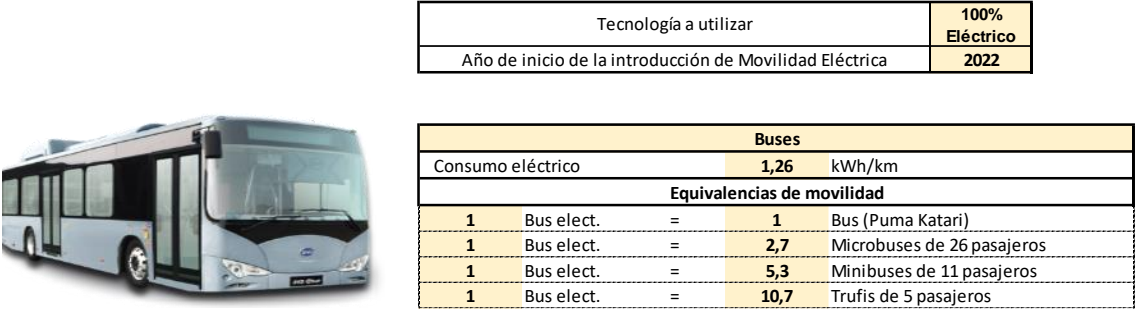 Tecnología a utilizar 100% Eléctrico
Año de inicio de la introducción de Movilidad Eléctrica 2022
Buses
Consumo eléctrico 1,26 kWh/km
Equivalencias de movilidad
1 Bus elect. = 1 Bus (Puma Katari)
1 Bus elect. = 2,7 Microbuses de 26 pasajeros
1 Bus elect. = 5,3 Minibuses de 11 pasajeros
1 Bus elect. = 10,7 Trufis de 5 pasajeros